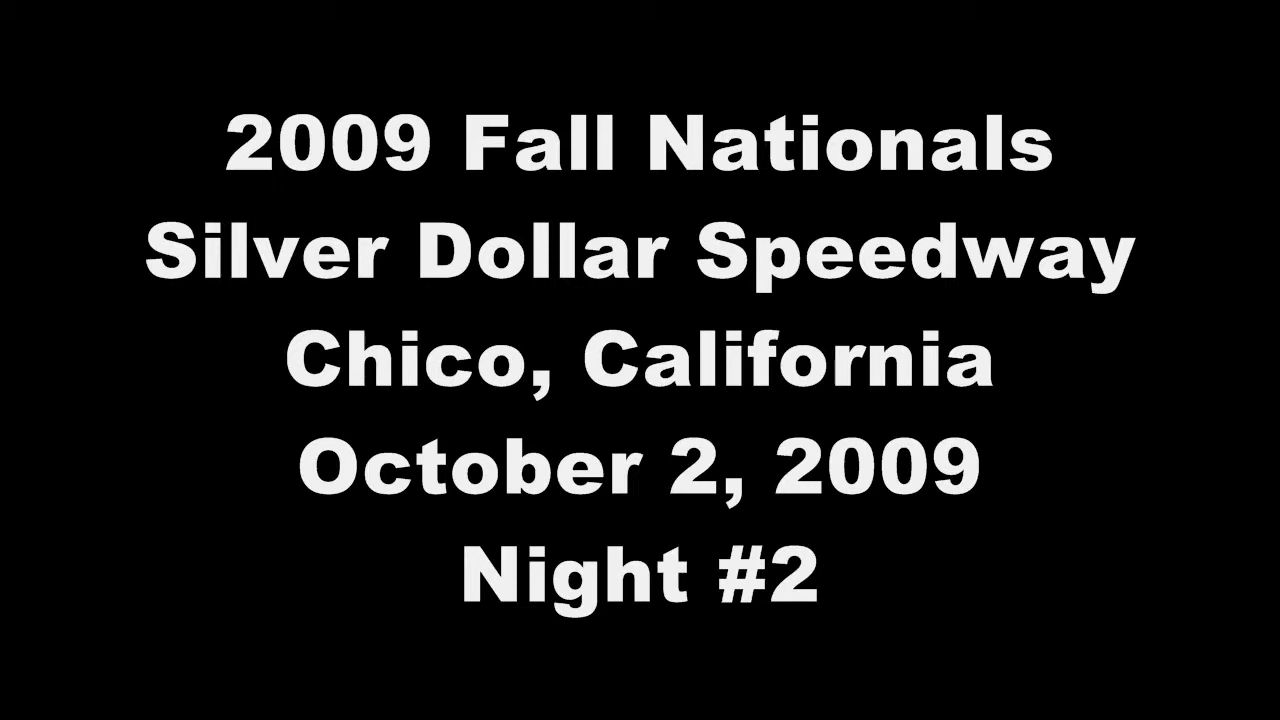 2009 Fall Nationals
Silver Dollar Speedway
Chico, California
October 2, 2009
Night #2